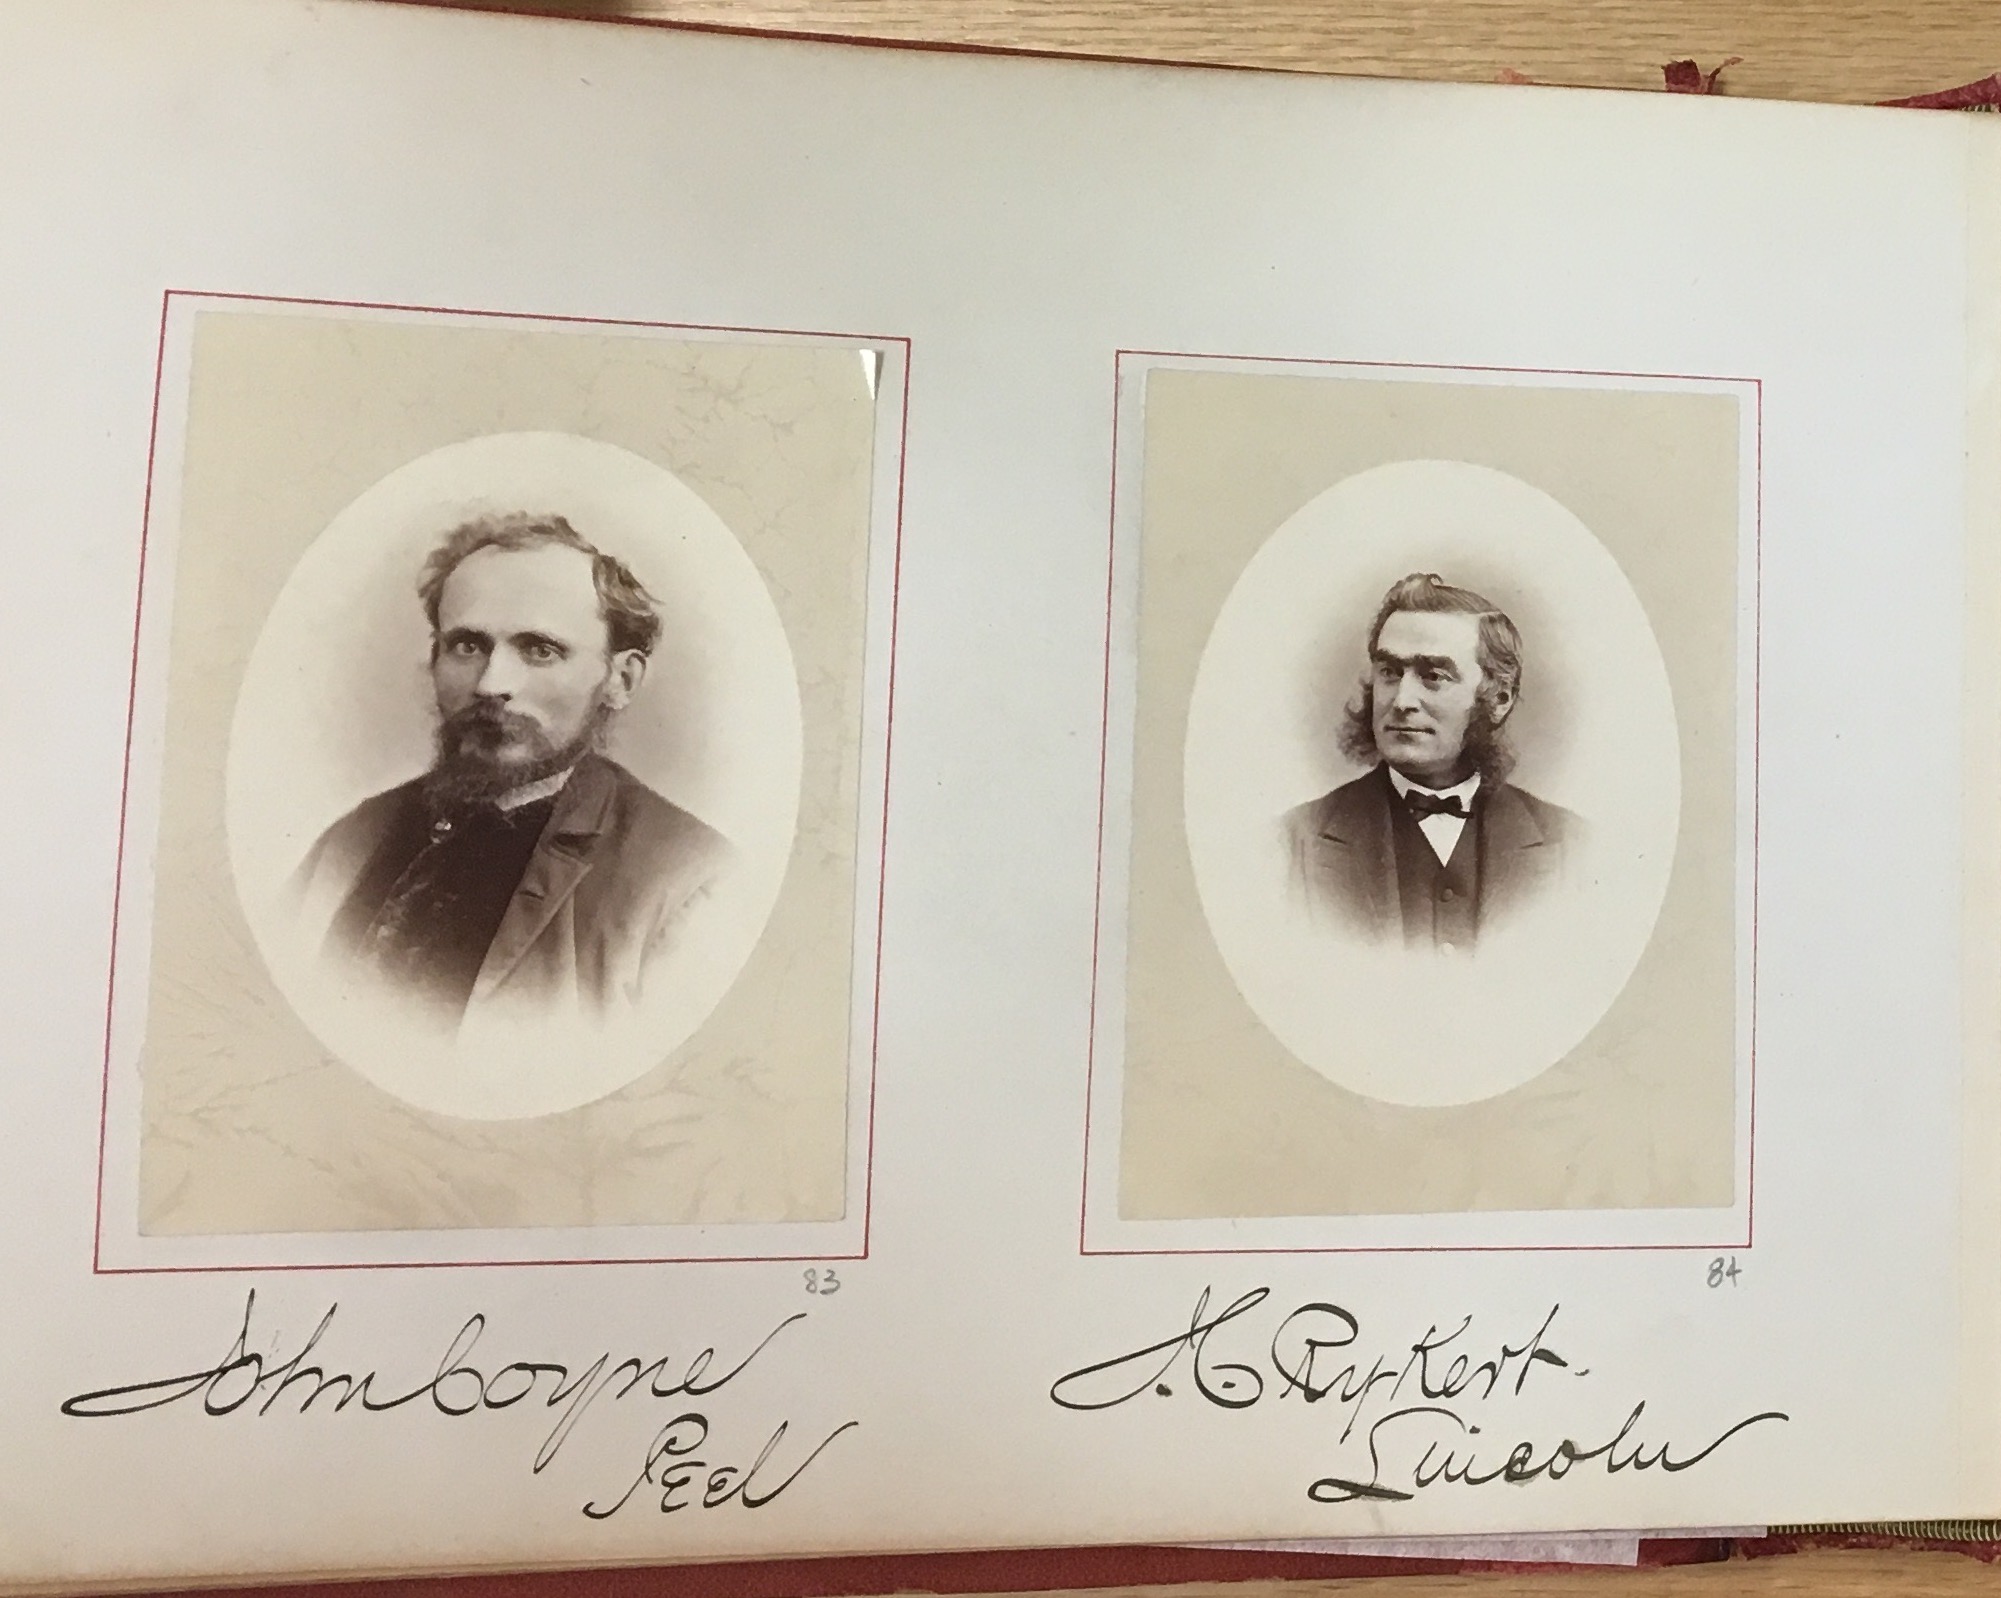 83
John Coyne
Peel
84
J. C. Rykert.
Lincoln